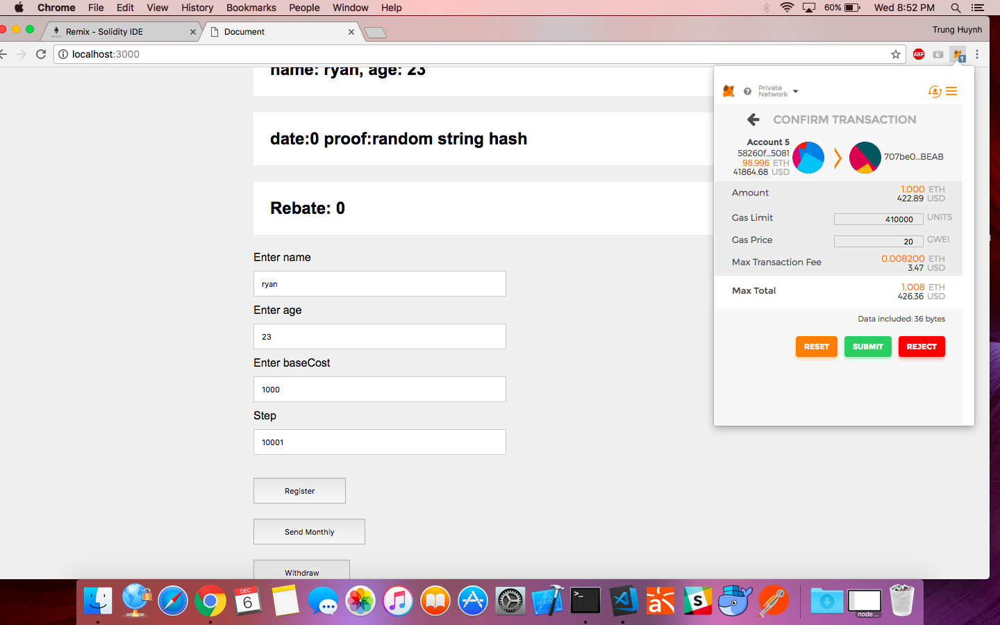 Chrome File Edit View History Bookmarks People Window Help 60% Wed 8:52 PM
Remix - Solidity IDE
Document
Trung Huynh
localhost:3000
ABP
1
name: ryan, age: 23
date:0 proof:random string hash
Rebate: 0
Enter name
ryan
Enter age
23
Enter baseCost
1000
Step
10001
Register
Send Monthly
Withdraw
?
Private
Network
CONFIRM TRANSACTION
Account 5
58260f...5081
98.996 ETH
41864.68 USD
707be0...BEAB
Amount 1.000 ETH
422.89 USD
Gas Limit 410000 UNITS
Gas Price 20 GWEI
Max Transaction Fee 0.008200 ETH
3.47 USD
Max Total 1.008 ETH
426.36 USD
Data included: 36 bytes
RESET SUBMIT REJECT
DEC
6
>_
at
S
node ...